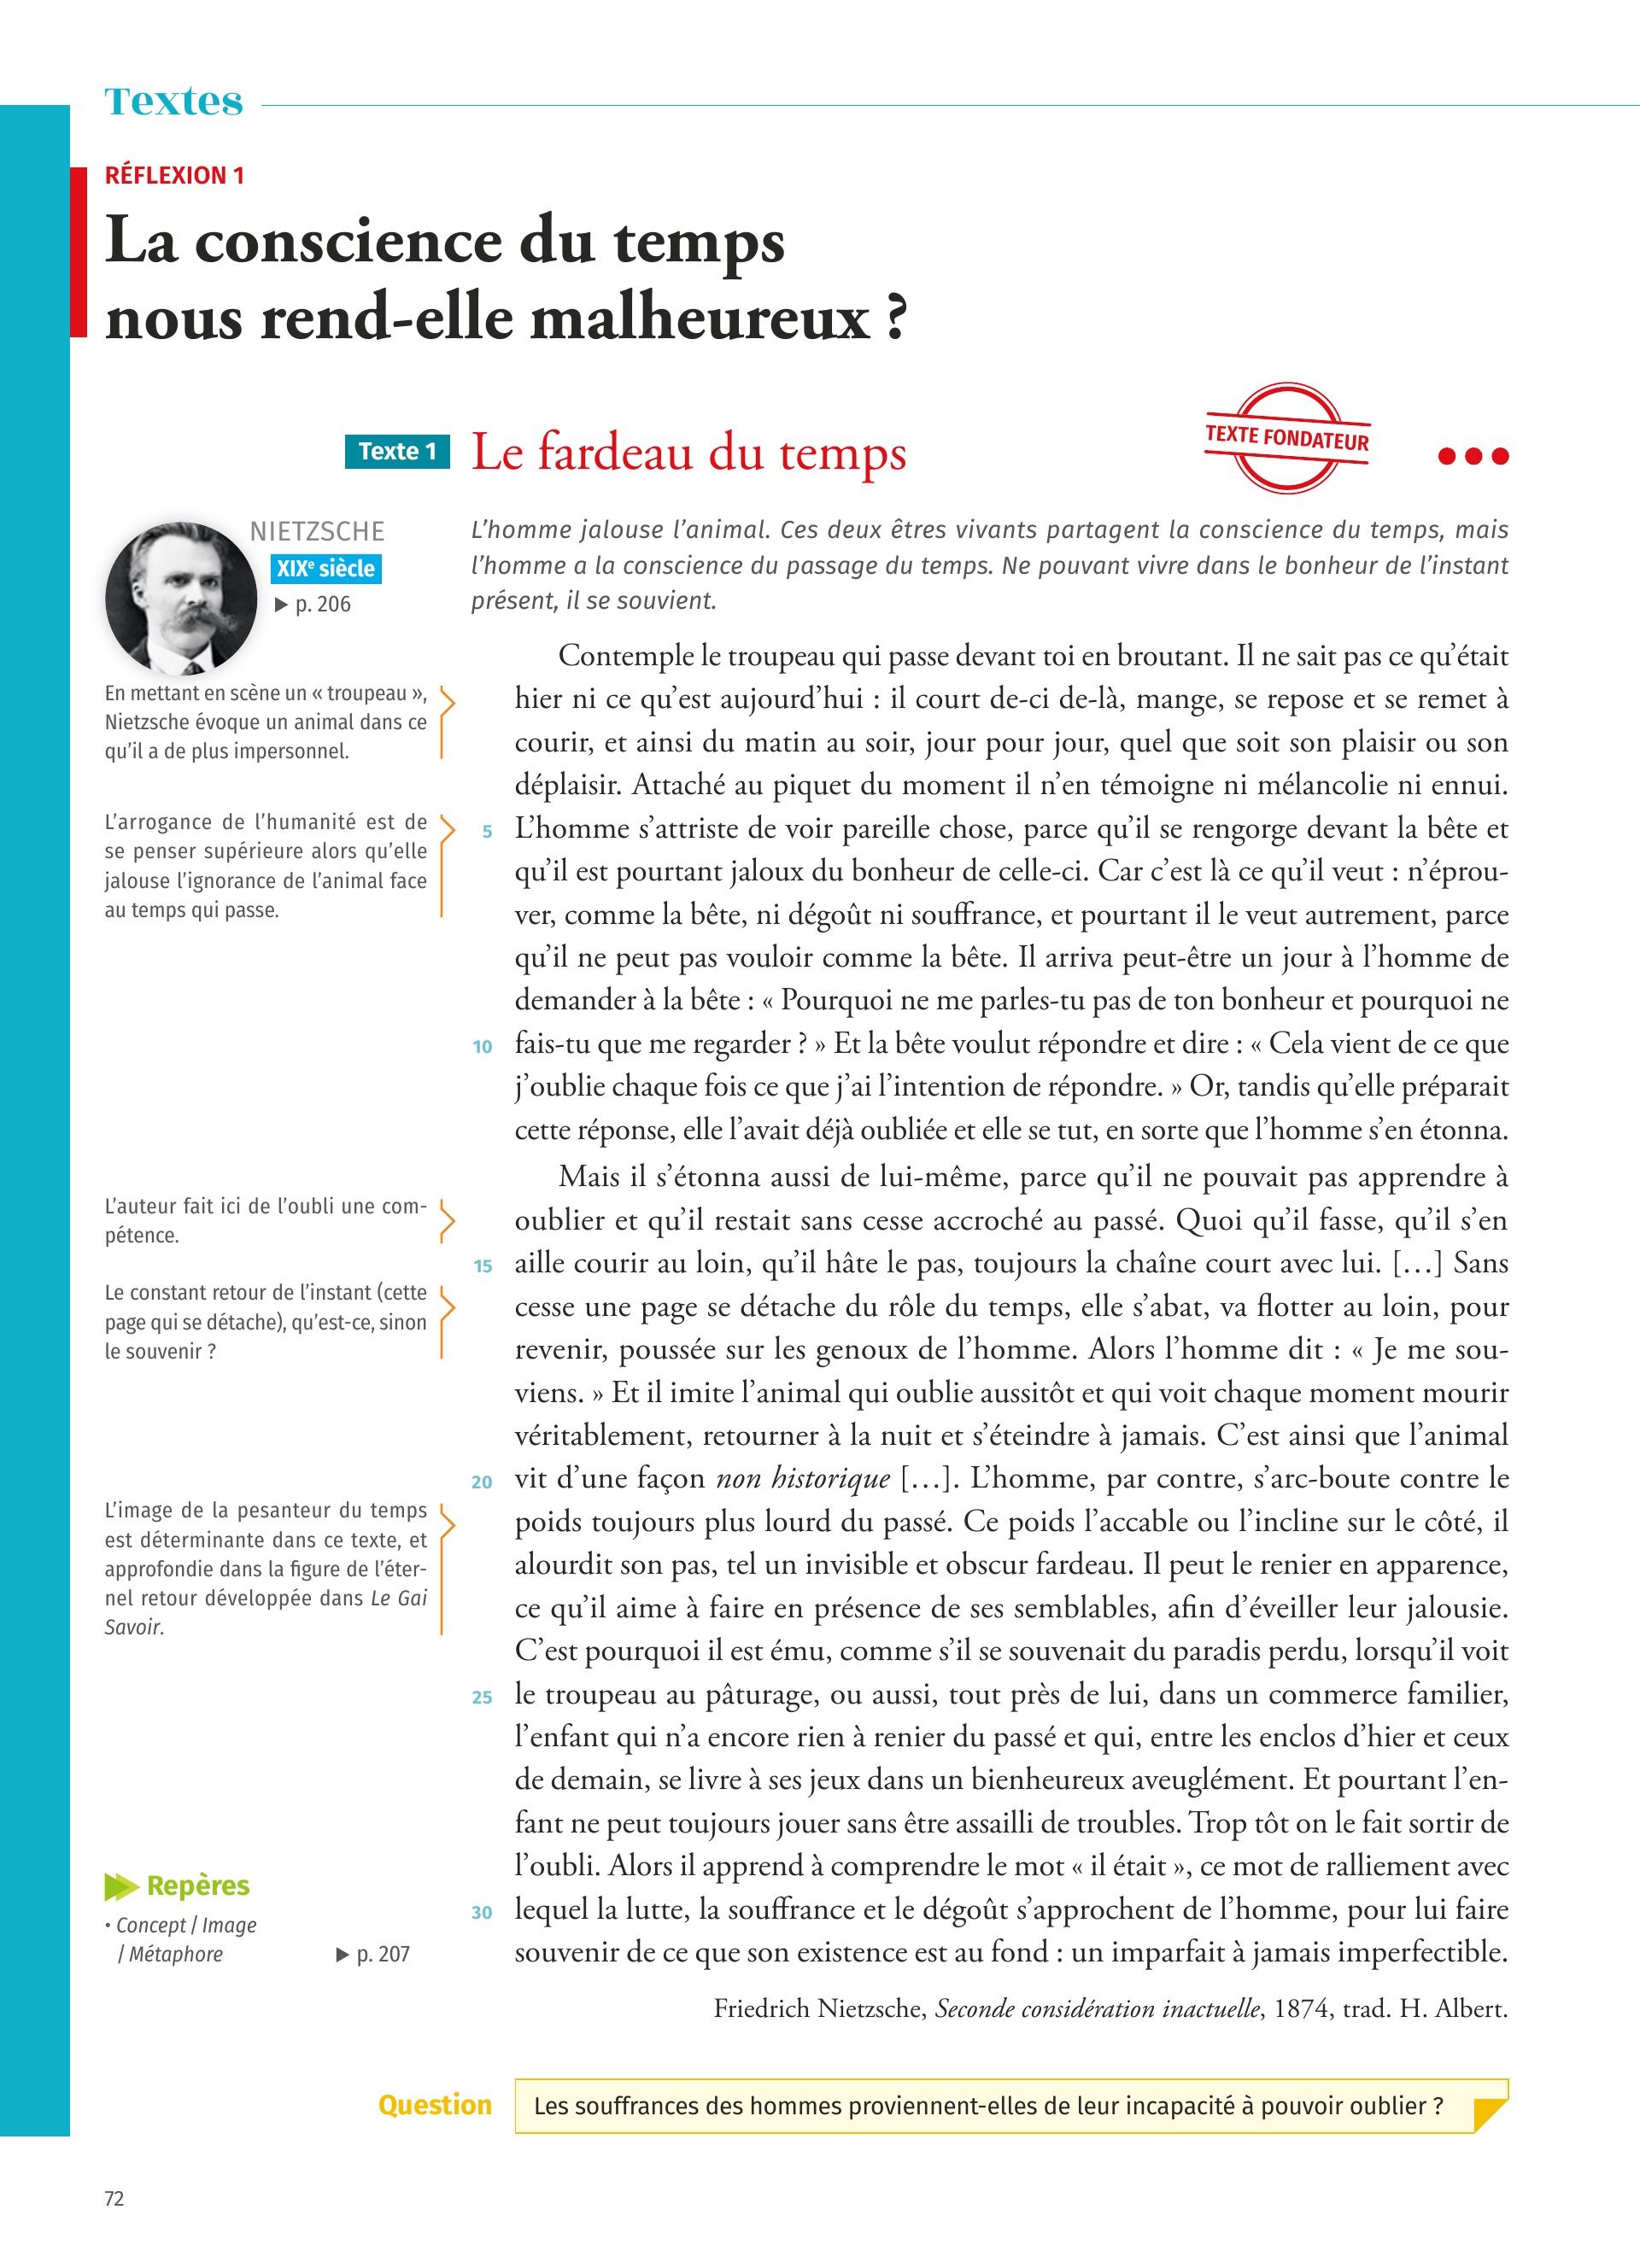 Textes
RÉFLEXION 1
La conscience du temps
nous rend-elle malheureux ?
Texte 1
Le fardeau du temps
TEXTE FONDATEUR
NIETZSCHE
XIXe siècle
▶ p. 206
L'homme jalouse l'animal. Ces deux êtres vivants partagent la conscience du temps, mais
l'homme a la conscience du passage du temps. Ne pouvant vivre dans le bonheur de l'instant
présent, il se souvient.
En mettant en scène un « troupeau »,
Nietzsche évoque un animal dans ce
qu'il a de plus impersonnel.
L'arrogance de l'humanité est de
se penser supérieure alors qu'elle
jalouse l'ignorance de l'animal face
au temps qui passe.
L'auteur fait ici de l'oubli une com-
pétence.
Le constant retour de l'instant (cette
page qui se détache), qu'est-ce, sinon
le souvenir ?
L'image de la pesanteur du temps
est déterminante dans ce texte, et
approfondie dans la figure de l'éter-
nel retour développée dans Le Gai
Savoir.
Repères
• Concept / Image
/ Métaphore
▶ p. 207
Contemple le troupeau qui passe devant toi en broutant. Il ne sait pas ce qu'était
hier ni ce qu'est aujourd'hui : il court de-ci de-là, mange, se repose et se remet à
courir, et ainsi du matin au soir, jour pour jour, quel que soit son plaisir ou son
déplaisir. Attaché au piquet du moment il n'en témoigne ni mélancolie ni ennui.
5 L'homme s'attriste de voir pareille chose, parce qu'il se rengorge devant la bête et
qu'il est pourtant jaloux du bonheur de celle-ci. Car c'est là ce qu'il veut : n'éprou-
ver, comme la bête, ni dégoût ni souffrance, et pourtant il le veut autrement, parce
qu'il ne peut pas vouloir comme la bête. Il arriva peut-être un jour à l'homme de
demander à la bête : « Pourquoi ne me parles-tu pas de ton bonheur et pourquoi ne
10 fais-tu que me regarder ? » Et la bête voulut répondre et dire : « Cela vient de ce que
j'oublie chaque fois ce que j'ai l'intention de répondre. » Or, tandis qu'elle préparait
cette réponse, elle l'avait déjà oubliée et elle se tut, en sorte que l'homme s'en étonna.
Mais il s'étonna aussi de lui-même, parce qu'il ne pouvait pas apprendre à
oublier et qu'il restait sans cesse accroché au passé. Quoi qu'il fasse, qu'il s'en
15 aille courir au loin, qu'il hâte le pas, toujours la chaîne court avec lui. […] Sans
cesse une page se détache du rôle du temps, elle s'abat, va flotter au loin, pour
revenir, poussée sur les genoux de l'homme. Alors l'homme dit : « Je me sou-
viens. » Et il imite l'animal qui oublie aussitôt et qui voit chaque moment mourir
véritablement, retourner à la nuit et s'éteindre à jamais. C'est ainsi que l'animal
20 vit d'une façon non historique […]. L'homme, par contre, s'arc-boute contre le
poids toujours plus lourd du passé. Ce poids l'accable ou l'incline sur le côté, il
alourdit son pas, tel un invisible et obscur fardeau. Il peut le renier en apparence,
ce qu'il aime à faire en présence de ses semblables, afin d'éveiller leur jalousie.
C'est pourquoi il est ému, comme s'il se souvenait du paradis perdu, lorsqu'il voit
25 le troupeau au pâturage, ou aussi, tout près de lui, dans un commerce familier,
l'enfant qui n'a encore rien à renier du passé et qui, entre les enclos d'hier et ceux
de demain, se livre à ses jeux dans un bienheureux aveuglément. Et pourtant l'en-
fant ne peut toujours jouer sans être assailli de troubles. Trop tôt on le fait sortir de
l'oubli. Alors il apprend à comprendre le mot « il était », ce mot de ralliement avec
30 lequel la lutte, la souffrance et le dégoût s'approchent de l'homme, pour lui faire
souvenir de ce que son existence est au fond : un imparfait à jamais imperfectible.
Friedrich Nietzsche, Seconde considération inactuelle, 1874, trad. H. Albert.
Question
Les souffrances des hommes proviennent-elles de leur incapacité à pouvoir oublier ?
72